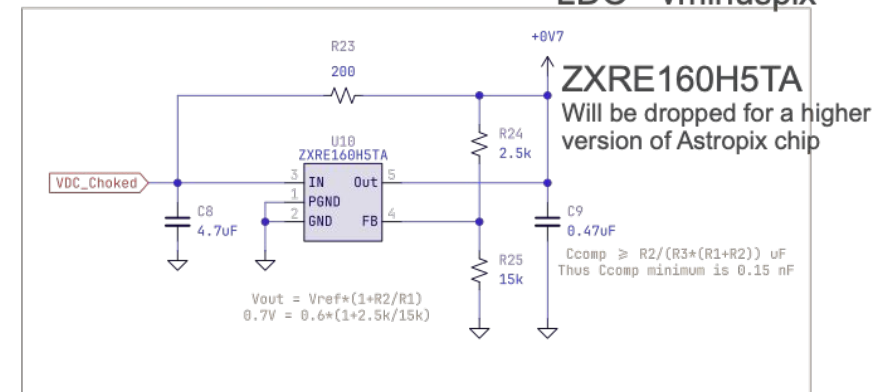 LDO - vminuspix
+0V7
R23
200
ZXRE160H5TA
Will be dropped for a higher
version of Astropix chip
R24
2.5k
U10
ZXRE160H5TA
VDC_Choked
3 IN Out 5
1 PGND
2 GND FB 4
C8
4.7uF
C9
0.47uF
Ccomp ⩾ R2/(R3*(R1+R2)) uF
Thus Ccomp minimum is 0.15 nF
R25
15k
Vout = Vref*(1+R2/R1)
0.7V = 0.6*(1+2.5k/15k)